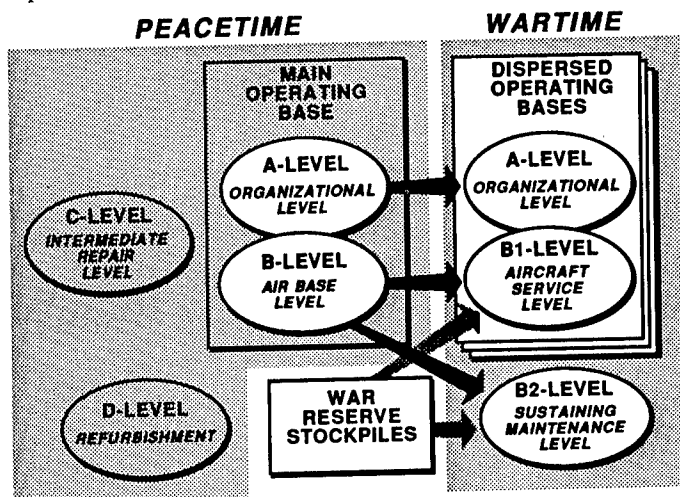 PEACETIME
WARTIME
MAIN
OPERATING
BASE
DISPERSED
OPERATING
BASES
A-LEVEL
ORGANIZATIONAL
LEVEL
A-LEVEL
ORGANIZATIONAL
LEVEL
C-LEVEL
INTERMEDIATE
REPAIR
LEVEL
B-LEVEL
AIR BASE
LEVEL
B1-LEVEL
AIRCRAFT
SERVICE
LEVEL
D-LEVEL
REFURBISHMENT
WAR
RESERVE
STOCKPILES
B2-LEVEL
SUSTAINING
MAINTENANCE
LEVEL